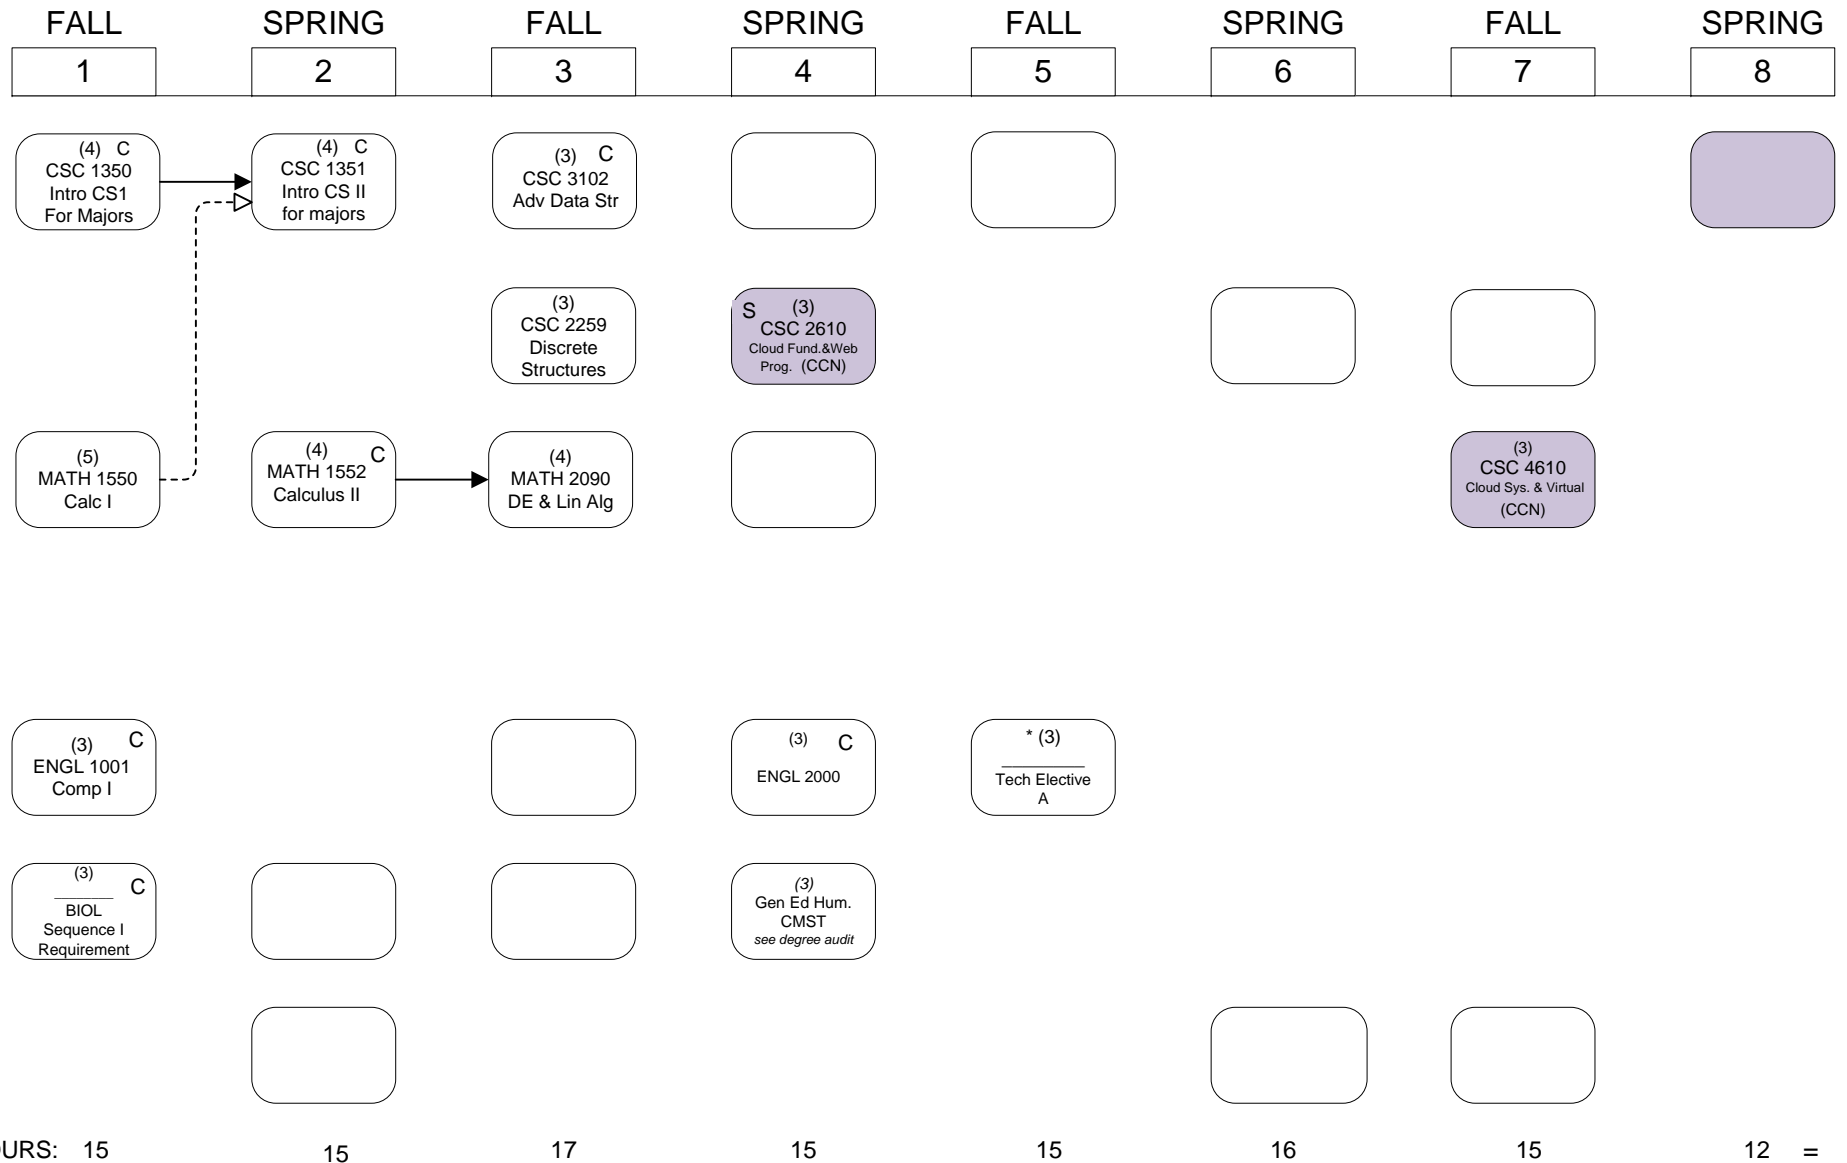 FALL SPRING FALL SPRING FALL SPRING FALL SPRING
1 2 3 4 5 6 7 8
(4) C
CSC 1350
Intro CS1
For Majors
(4) C
CSC 1351
Intro CS II
for majors
(3) C
CSC 3102
Adv Data Str
(3)
CSC 2259
Discrete
Structures
S (3)
CSC 2610
Cloud Fund.&Web
Prog. (CCN)
(5)
MATH 1550
Calc I
(4) C
MATH 1552
Calculus II
(4)
MATH 2090
DE & Lin Alg
(3)
CSC 4610
Cloud Sys. & Virtual
(CCN)
(3) C
ENGL 1001
Comp I
(3) C
ENGL 2000
* (3)
Tech Elective
A
(3) C
BIOL
Sequence I
Requirement
(3)
Gen Ed Hum.
CMST
see degree audit
URS: 15 15 17 15 15 16 15 12 =